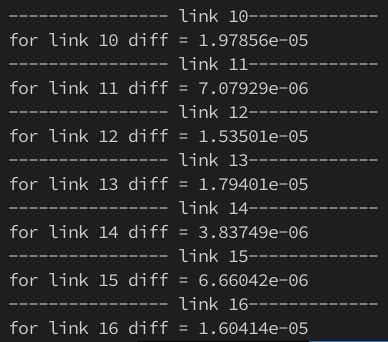 ---------------- link 10-------------
for link 10 diff = 1.97856e-05
---------------- link 11-------------
for link 11 diff = 7.07929e-06
---------------- link 12-------------
for link 12 diff = 1.53501e-05
---------------- link 13-------------
for link 13 diff = 1.79401e-05
---------------- link 14-------------
for link 14 diff = 3.83749e-06
---------------- link 15-------------
for link 15 diff = 6.66042e-06
---------------- link 16-------------
for link 16 diff = 1.60414e-05